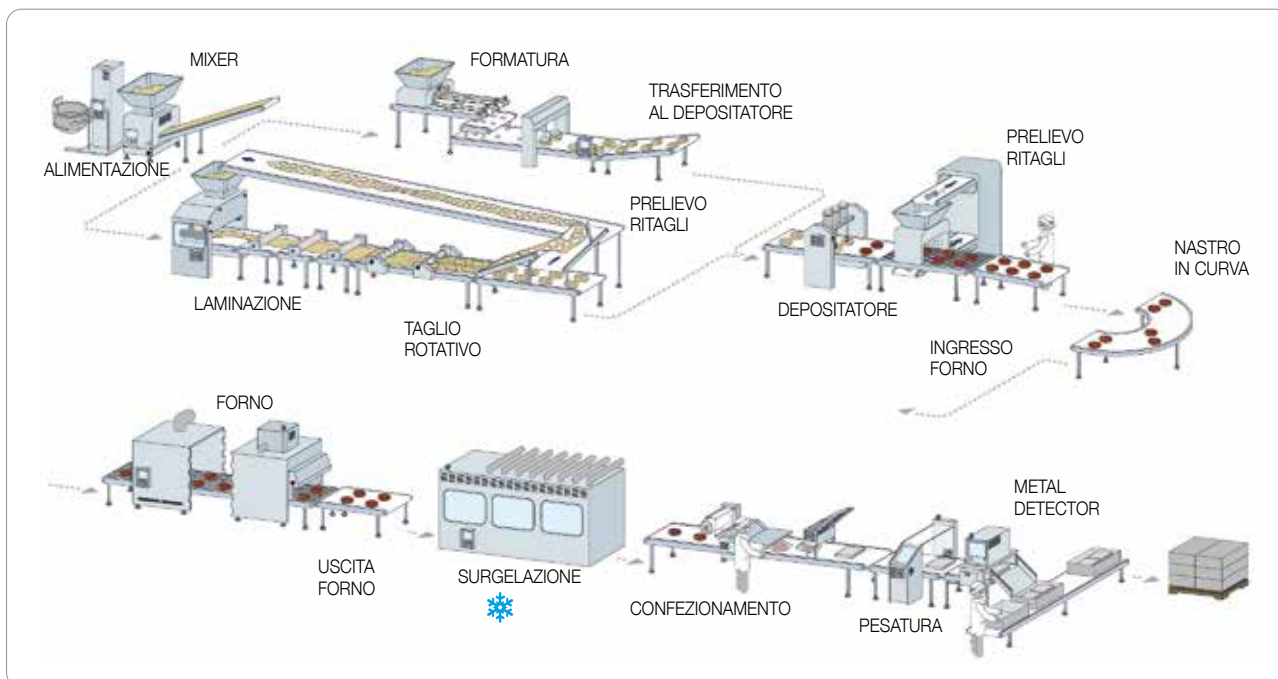 MIXER
FORMATURA
TRASFERIMENTO
AL DEPOSITATORE
PRELIEVO
RITAGLI
ALIMENTAZIONE
PRELIEVO
RITAGLI
NASTRO
IN CURVA
LAMINAZIONE
DEPOSITATORE
TAGLIO
ROTATIVO
INGRESSO
FORNO
FORNO
METAL
DETECTOR
USCITA
FORNO
SURGELAZIONE
CONFEZIONAMENTO
PESATURA